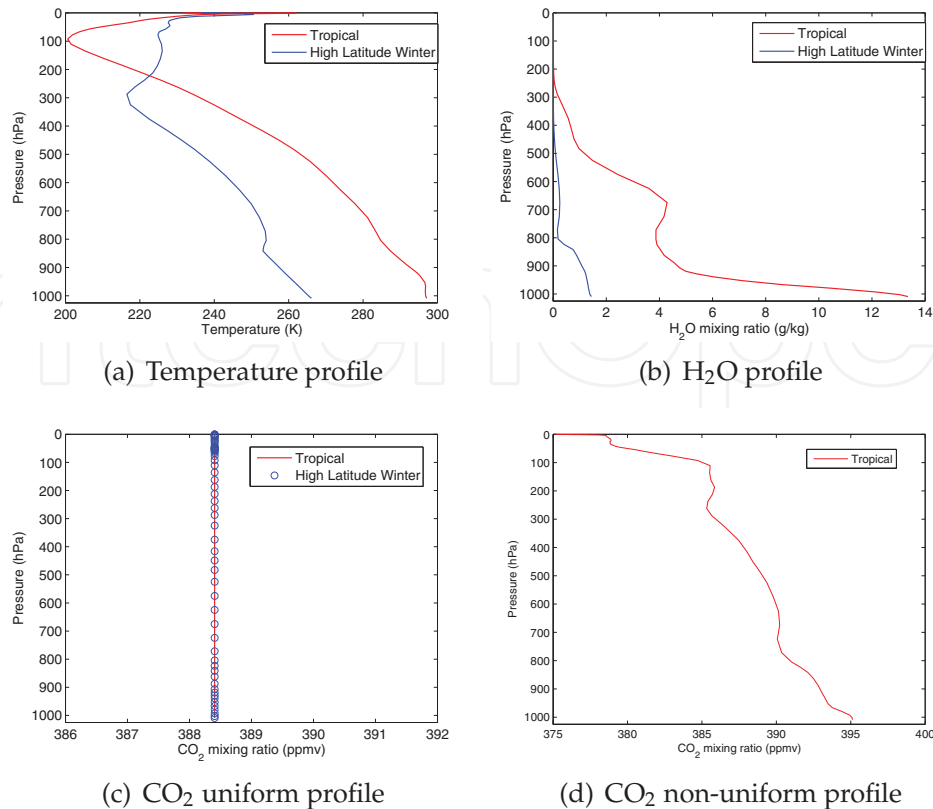 0
100
200
300
400
500
600
700
800
900
1000
Pressure (hPa)
Tropical
High Latitude Winter
200 220 240 260 280 300
Temperature (K)
(a) Temperature profile
0
100
200
300
400
500
600
700
800
900
1000
Pressure (hPa)
Tropical
High Latitude Winter
0 2 4 6 8 10 12 14
H2O mixing ratio (g/kg)
(b) H2O profile
0
100
200
300
400
500
600
700
800
900
1000
Pressure (hPa)
Tropical
High Latitude Winter
386 387 388 389 390 391 392
CO2 mixing ratio (ppmv)
(c) CO2 uniform profile
0
100
200
300
400
500
600
700
800
900
1000
Pressure (hPa)
Tropical
375 380 385 390 395 400
CO2 mixing ratio (ppmv)
(d) CO2 non-uniform profile